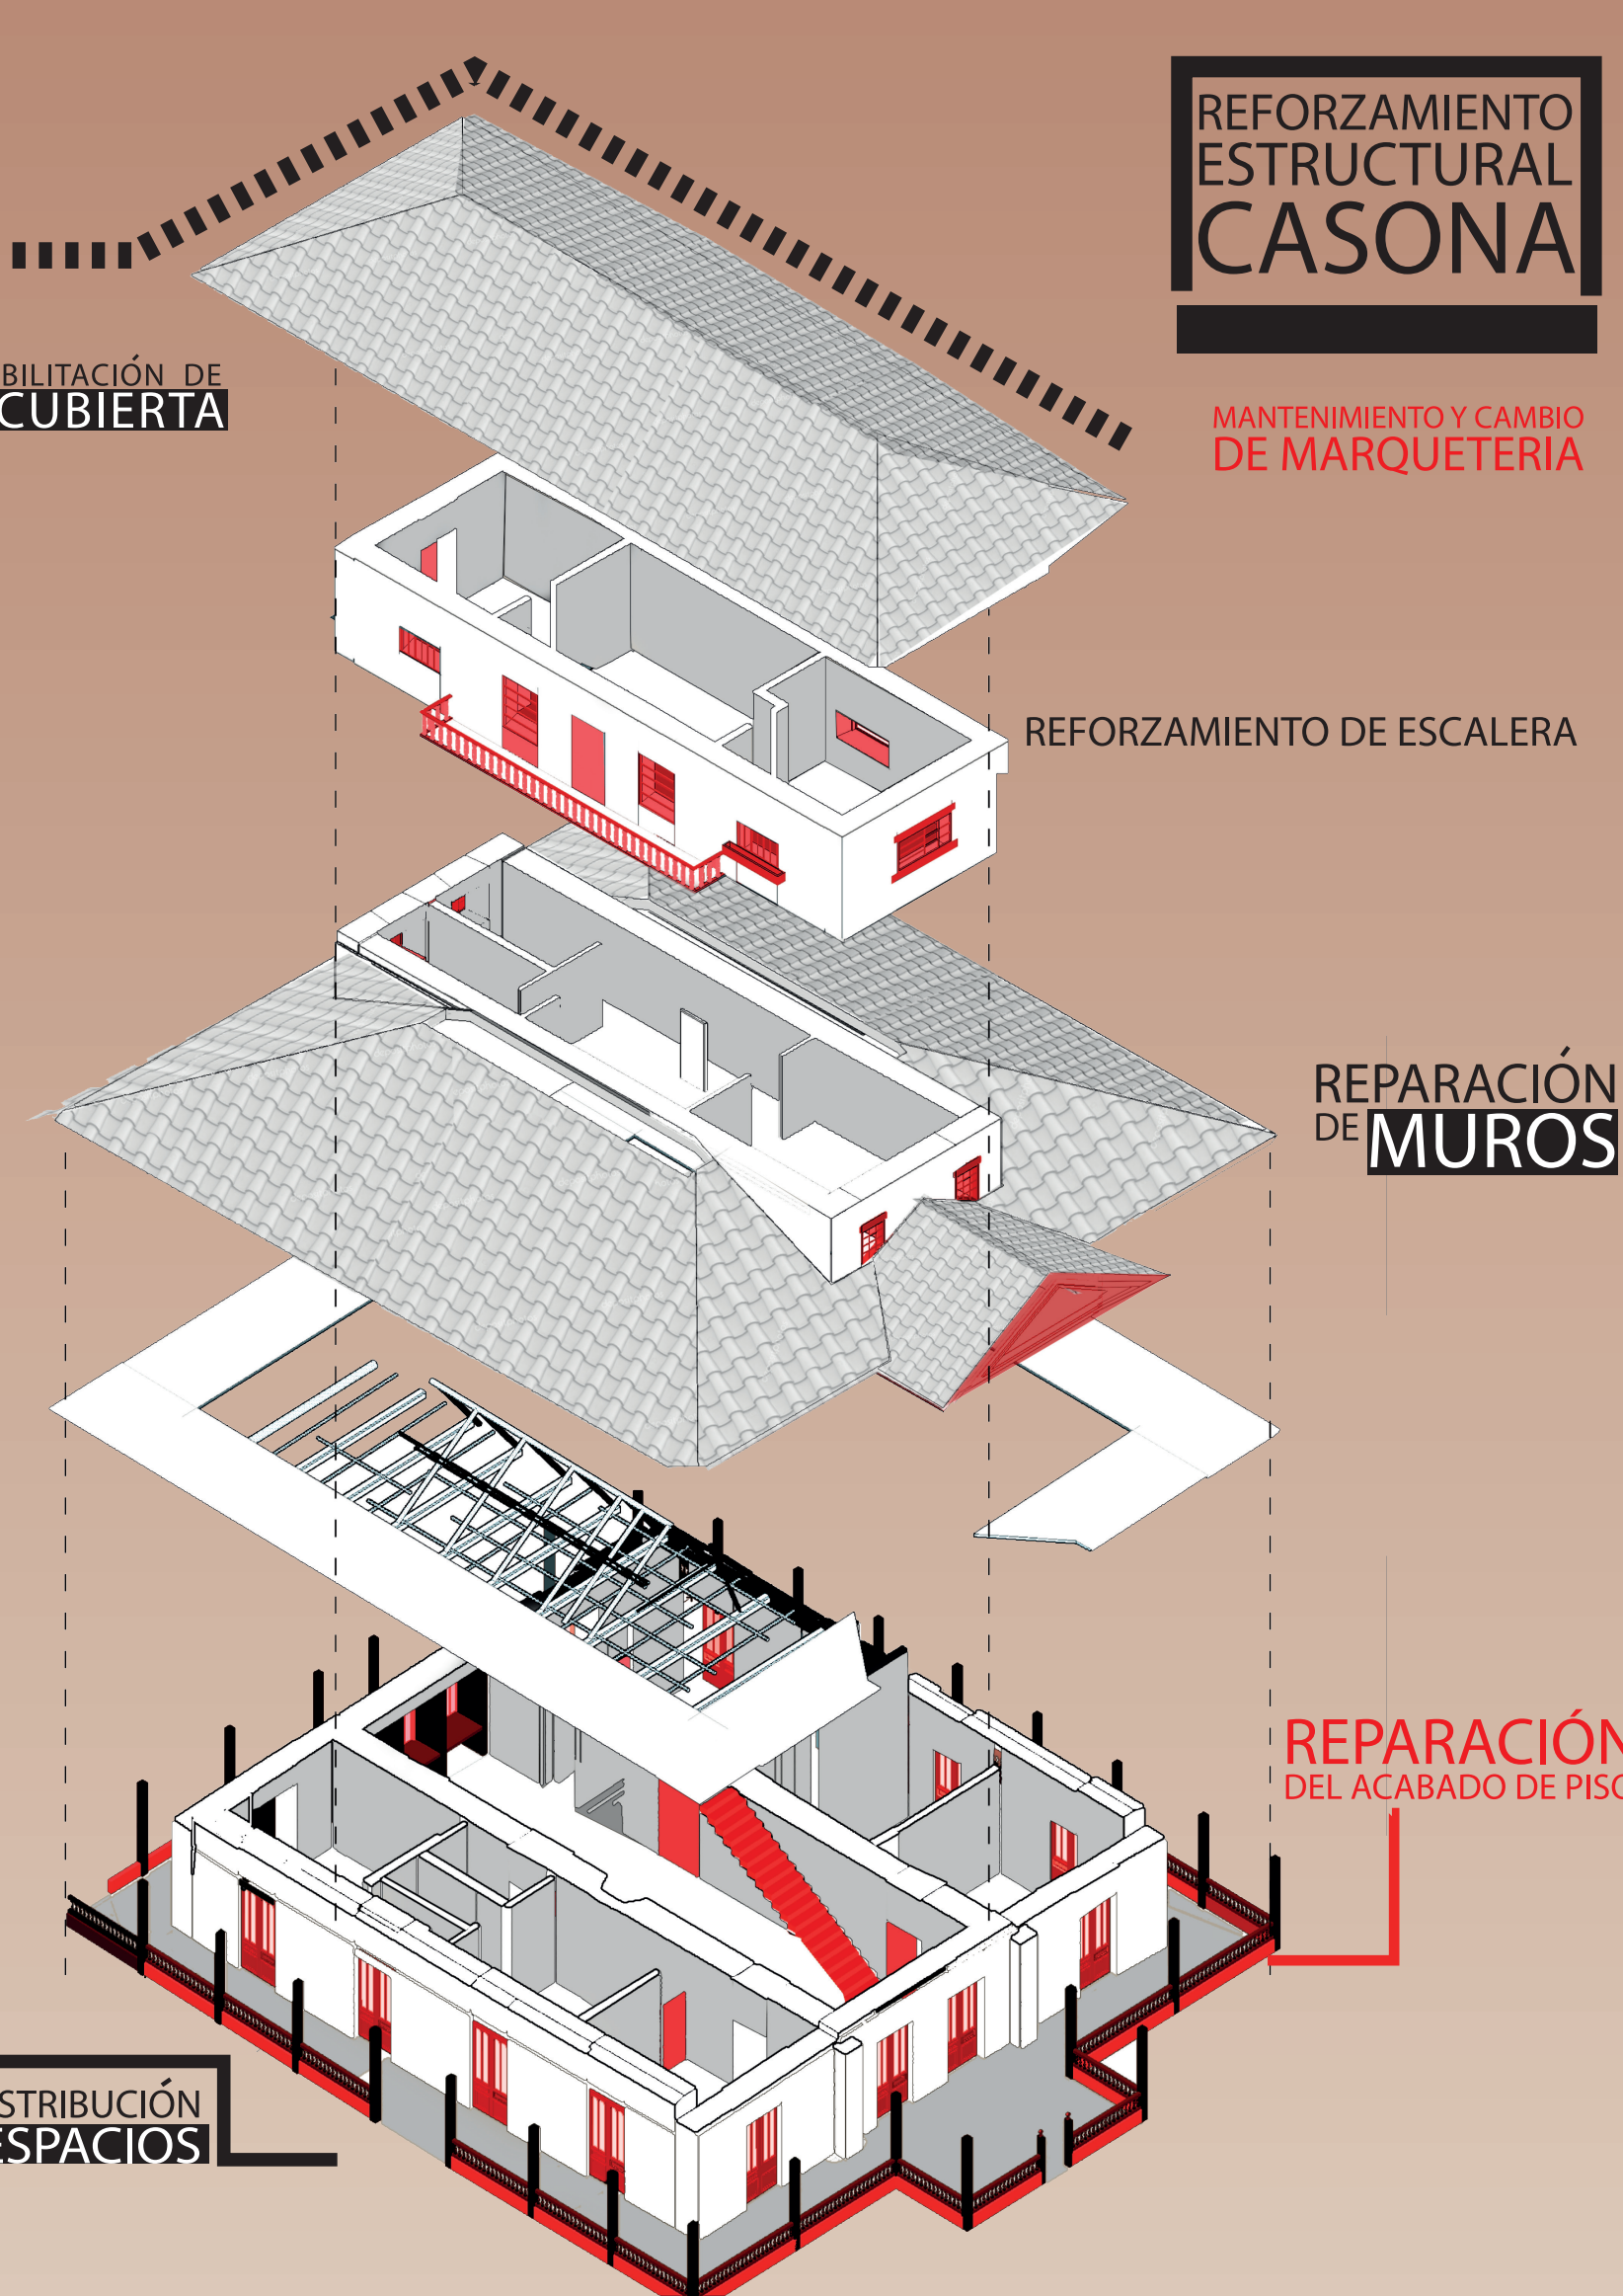 REFORZAMIENTO
ESTRUCTURAL
CASONA
BILITACIÓN DE
CUBIERTA
MANTENIMIENTO Y CAMBIO
DE MARQUETERIA
REFORZAMIENTO DE ESCALERA
REPARACIÓN
DE MUROS
REPARACIÓN
DEL ACABADO DE PISO
STRIBUCIÓN
ESPACIOS